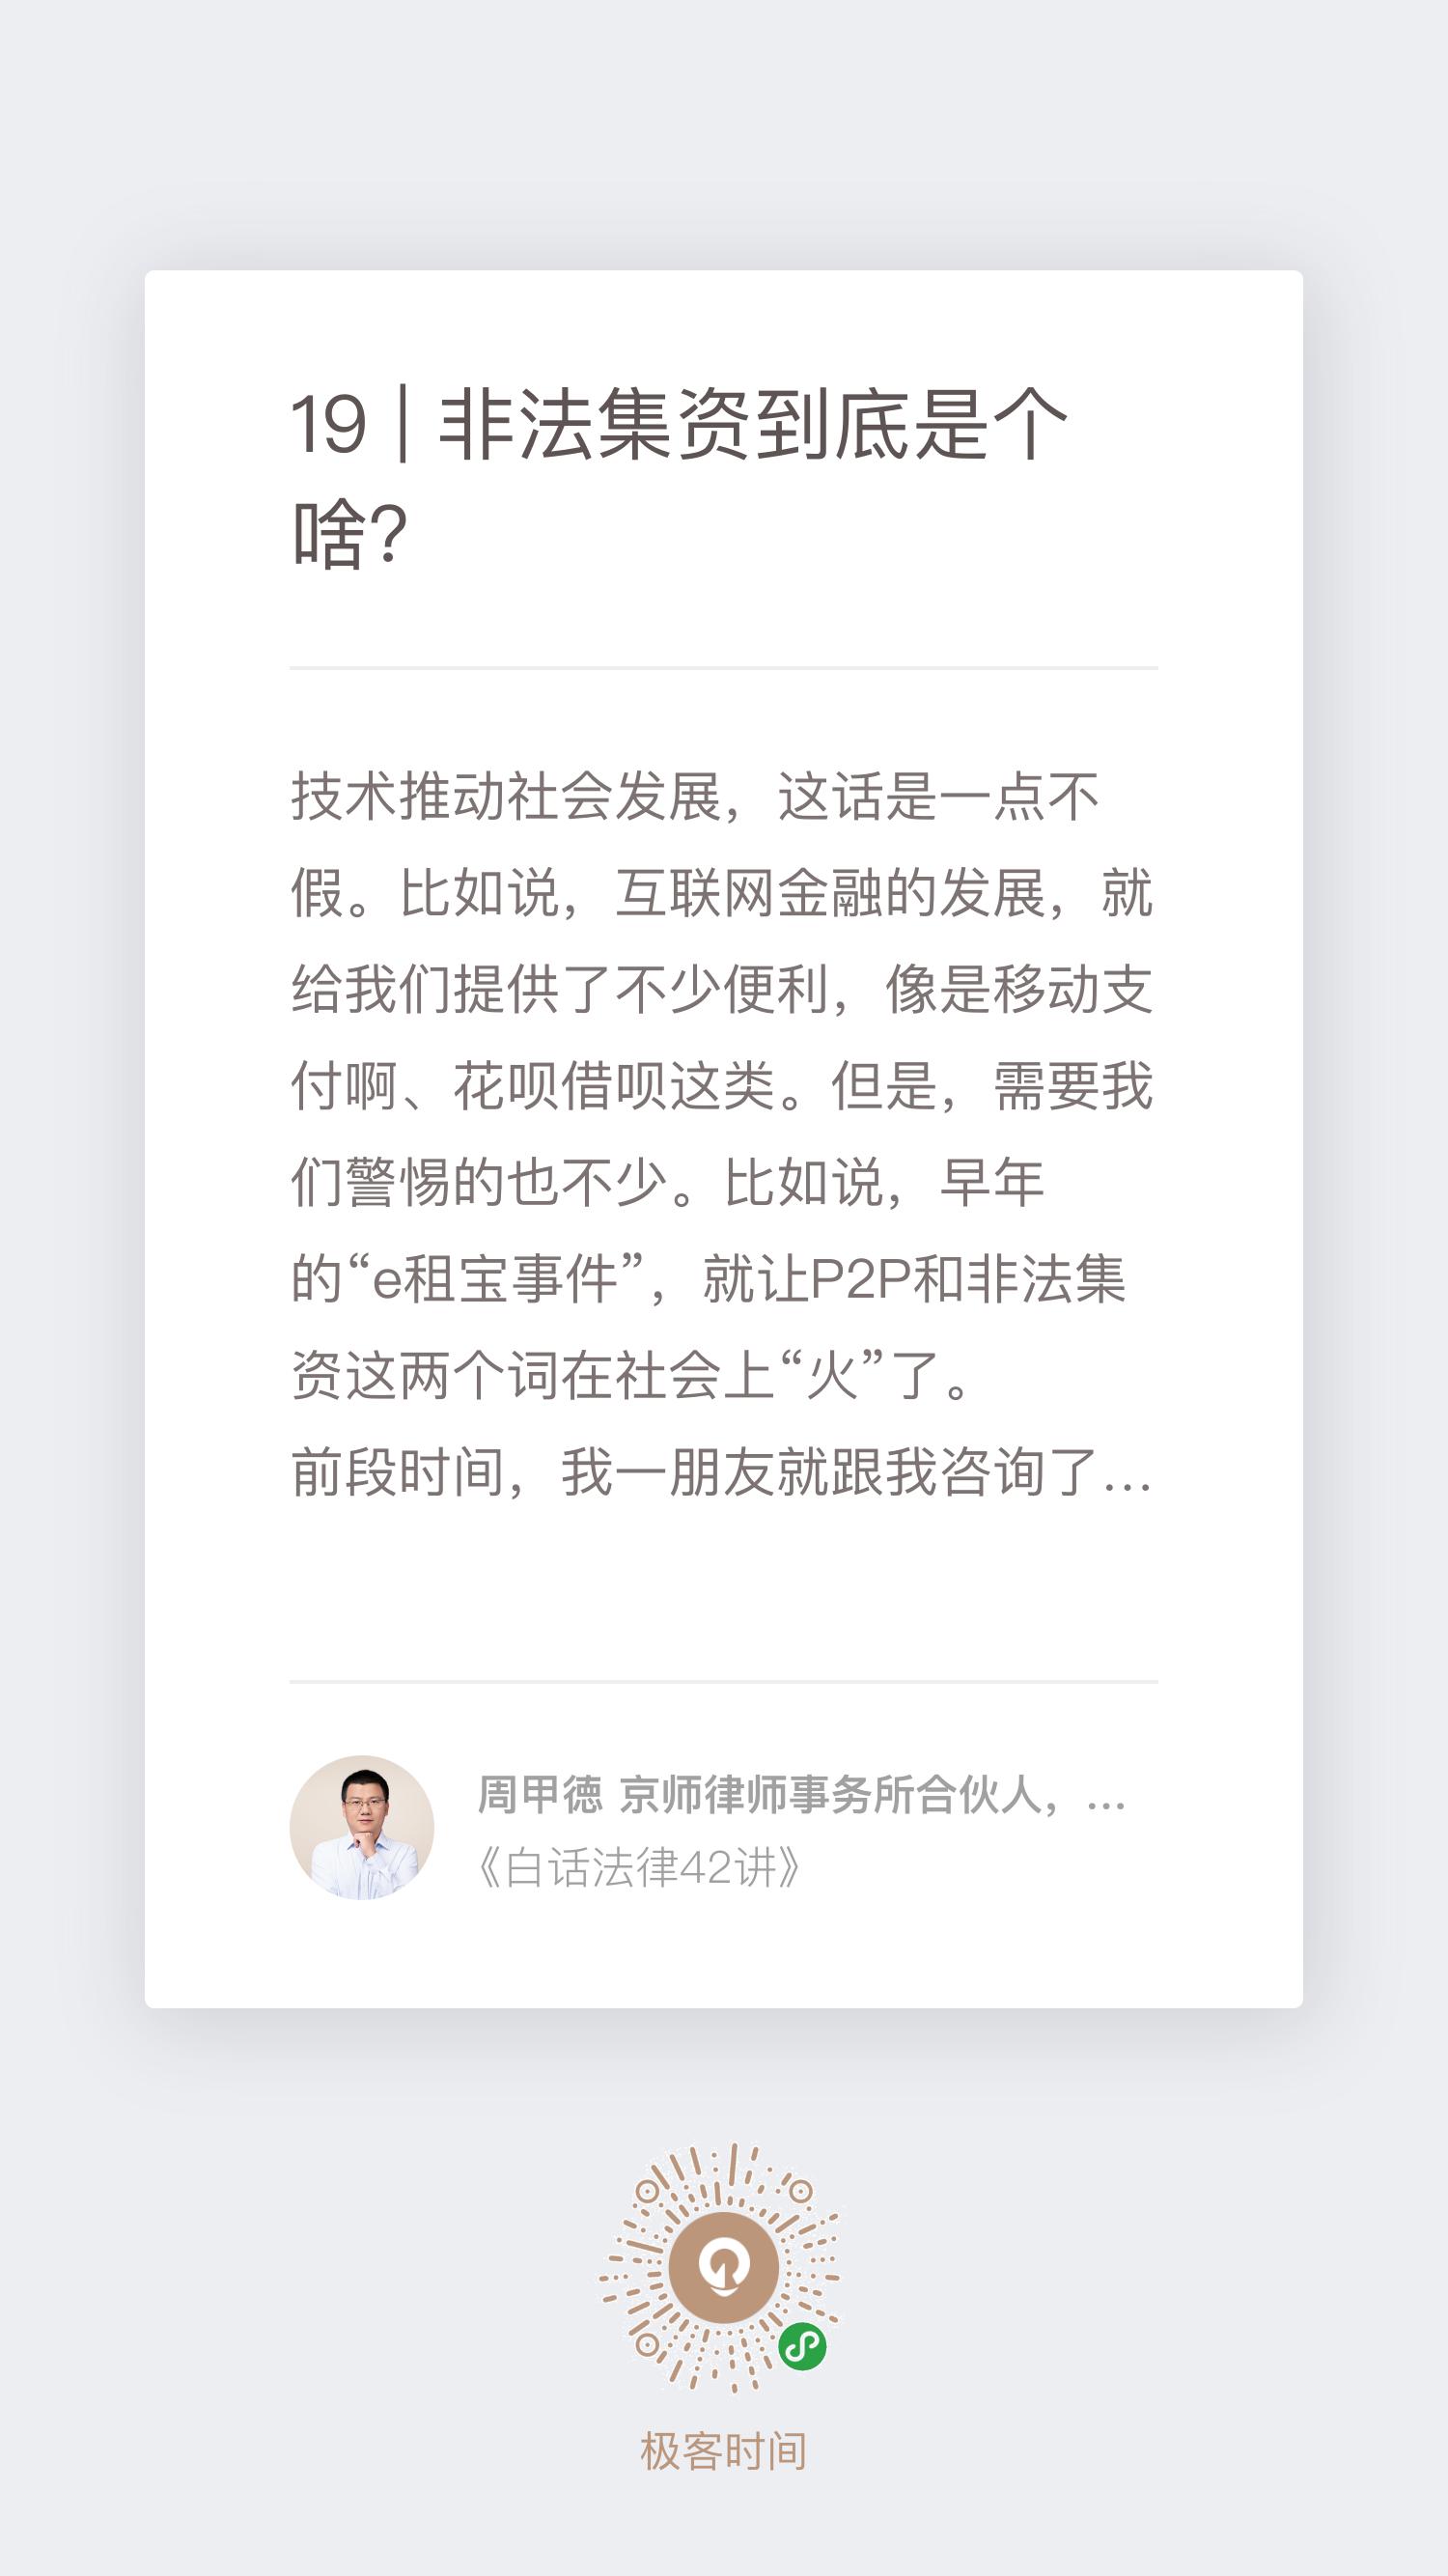 19 | 非法集资到底是个
啥？
技术推动社会发展，这话是一点不
假。比如说，互联网金融的发展，就
给我们提供了不少便利，像是移动支
付啊、花呗借呗这类。但是，需要我
们警惕的也不少。比如说，早年
的“e租宝事件”，就让P2P和非法集
资这两个词在社会上“火”了。
前段时间，我一朋友就跟我咨询了...
周甲德 京师律师事务所合伙人，...
《白话法律42讲》
极客时间